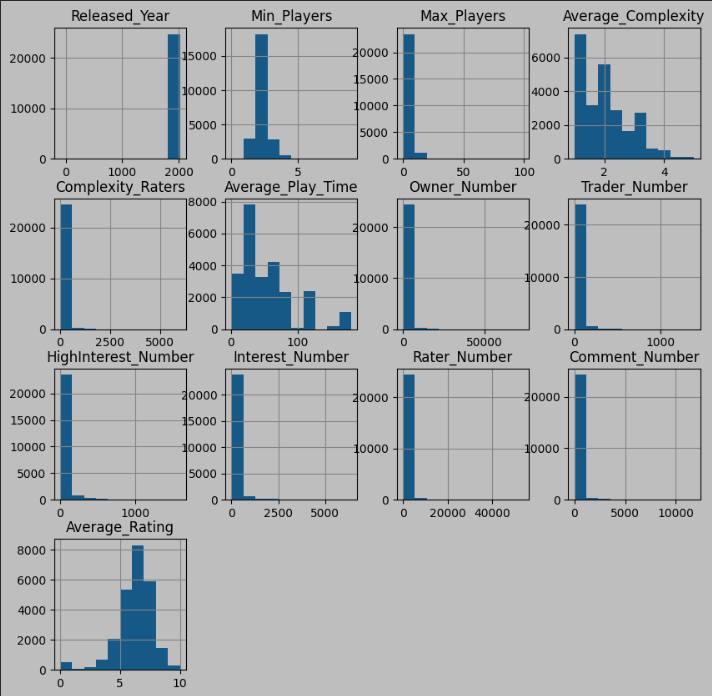 Released_Year
20000
10000
0
0 1000 2000
Min_Players
15000
10000
5000
0
0 5
Max_Players
20000
15000
10000
5000
0
0 50 100
Average_Complexity
6000
4000
2000
0
2 4
Complexity_Raters
20000
10000
0
0 2500 5000
Average_Play_Time
8000
6000
4000
2000
0
0 100
Owner_Number
20000
10000
0
0 50000
Trader_Number
20000
10000
0
0 1000
HighInterest_Number
20000
15000
10000
5000
0
0 1000
Interest_Number
20000
15000
10000
5000
0
0 2500 5000
Rater_Number
20000
10000
0
0 20000 40000
Comment_Number
20000
10000
0
0 5000 10000
Average_Rating
8000
6000
4000
2000
0
0 5 10